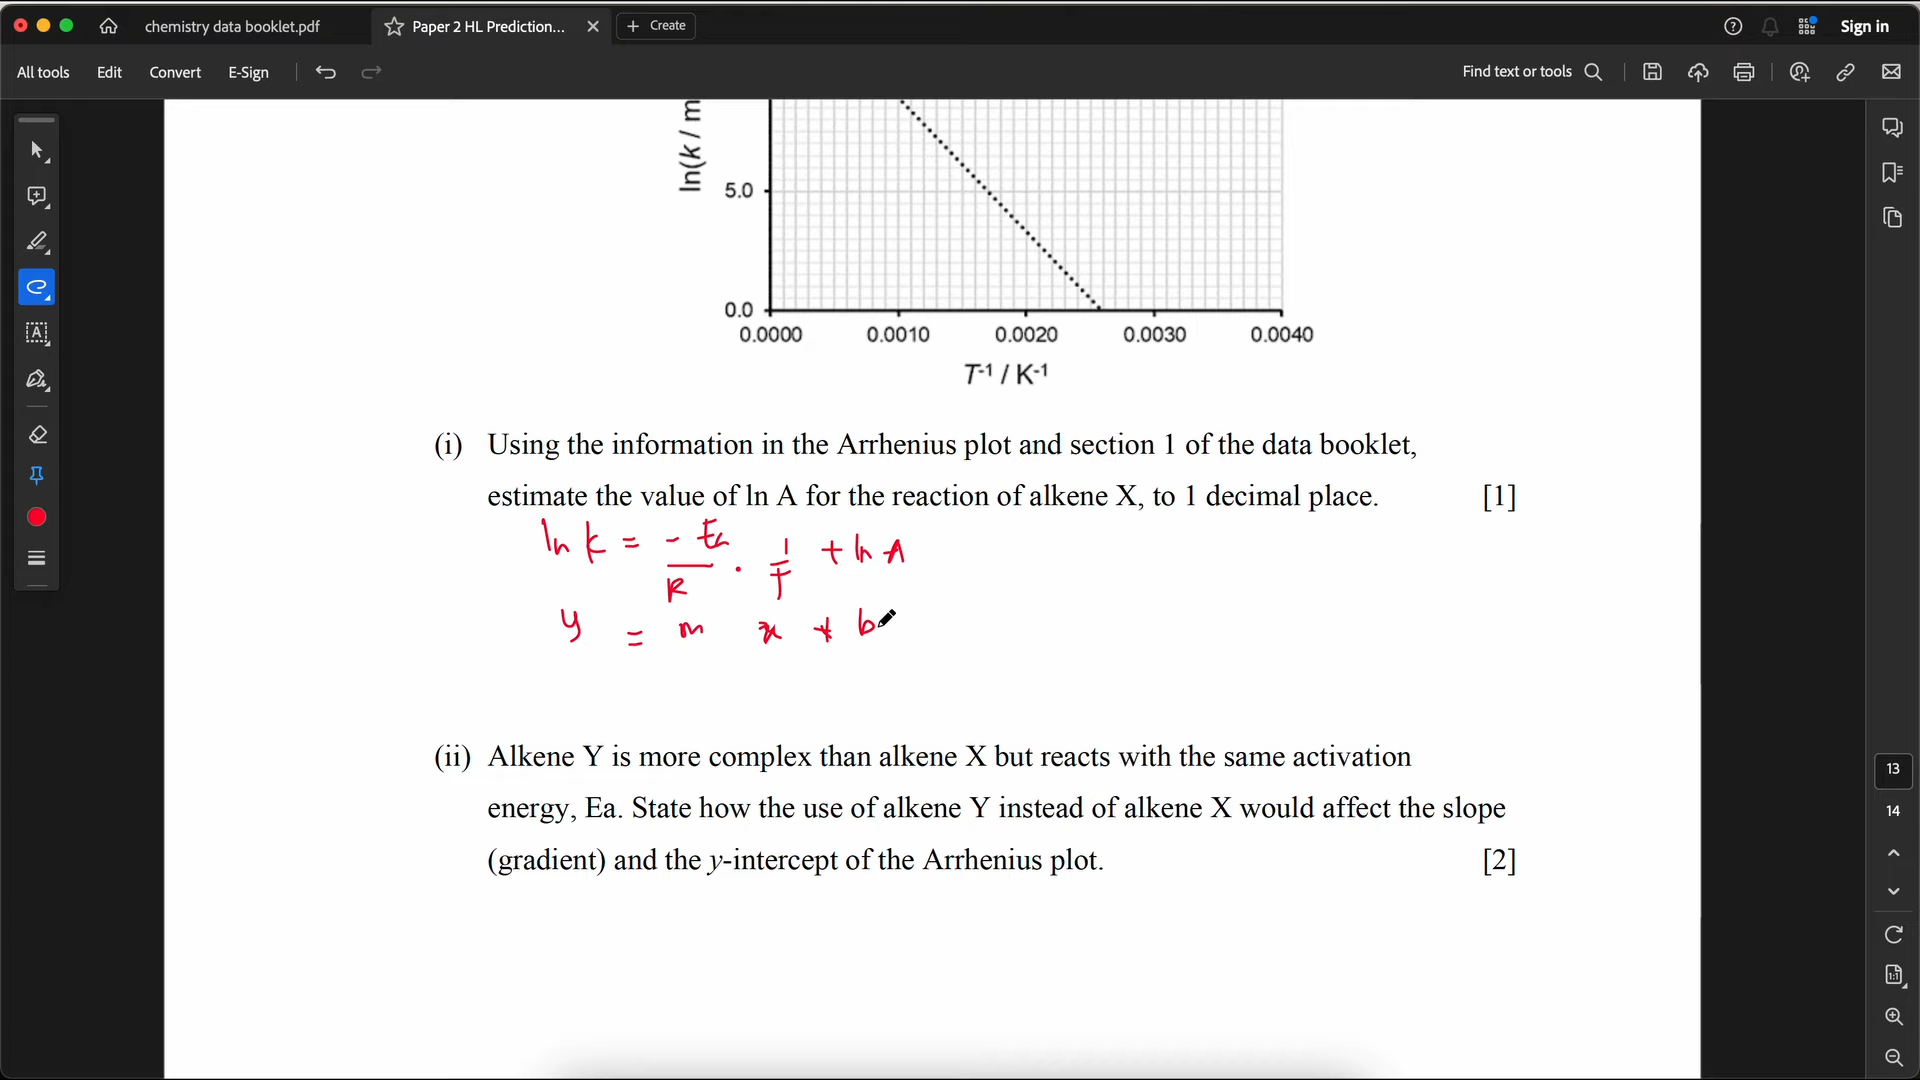 chemistry data booklet.pdf
Paper 2 HL Prediction...
Create
Sign in
All tools
Edit
Convert
E-Sign
Find text or tools
ln(k / m
5.0
0.0
0.0000
0.0010
0.0020
0.0030
0.0040
T⁻¹ / K⁻¹
(i) Using the information in the Arrhenius plot and section 1 of the data booklet,
estimate the value of ln A for the reaction of alkene X, to 1 decimal place. [1]
ln k = - Ea/R · 1/T + ln A
y = m x + b
(ii) Alkene Y is more complex than alkene X but reacts with the same activation
energy, Ea. State how the use of alkene Y instead of alkene X would affect the slope
(gradient) and the y-intercept of the Arrhenius plot. [2]
13
14